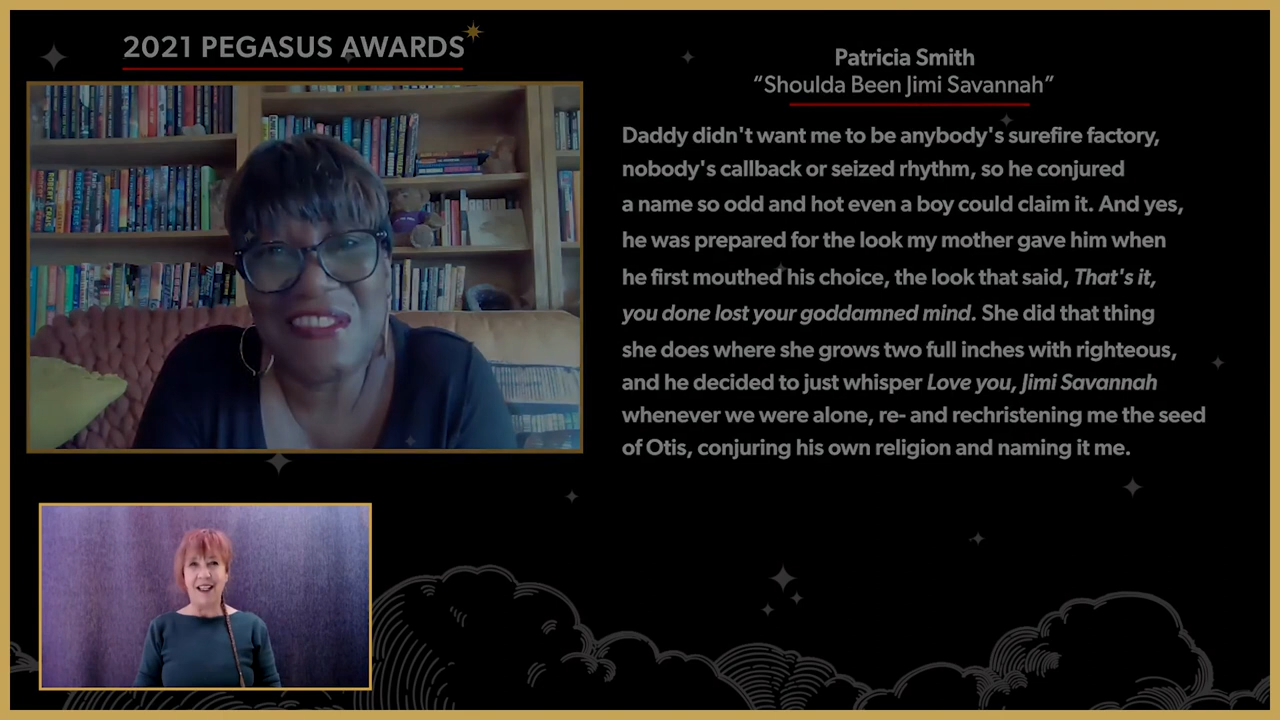 2021 PEGASUS AWARDS
Patricia Smith
“Shoulda Been Jimi Savannah”
Daddy didn't want me to be anybody's surefire factory,
nobody's callback or seized rhythm, so he conjured
a name so odd and hot even a boy could claim it. And yes,
he was prepared for the look my mother gave him when
he first mouthed his choice, the look that said, That's it,
you done lost your goddamned mind. She did that thing
she does where she grows two full inches with righteous,
and he decided to just whisper Love you, Jimi Savannah
whenever we were alone, re- and rechristening me the seed
of Otis, conjuring his own religion and naming it me.